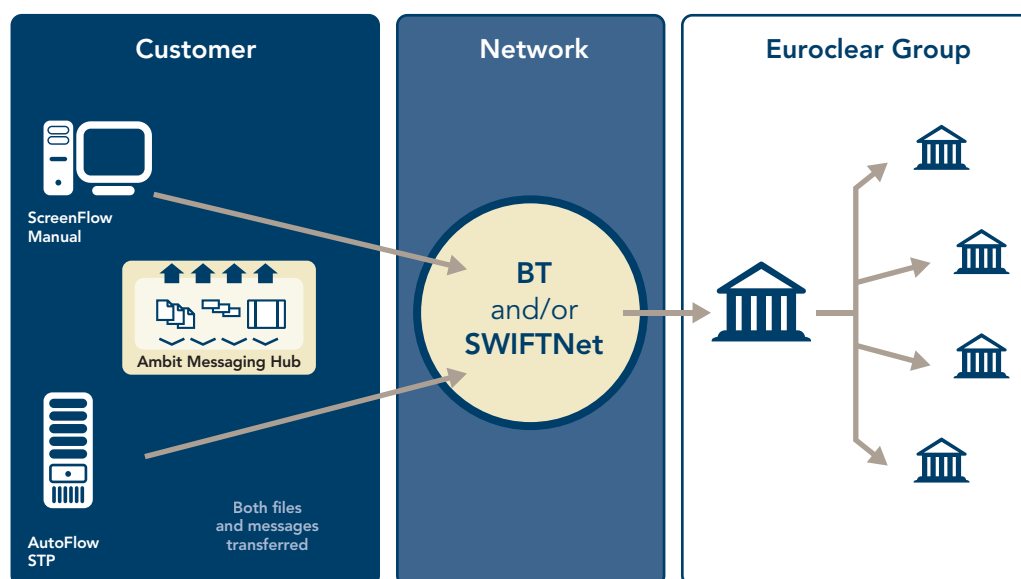 Customer
Network
Euroclear Group
ScreenFlow
Manual
Ambit Messaging Hub
BT
and/or
SWIFTNet
Both files
and messages
transferred
AutoFlow
STP